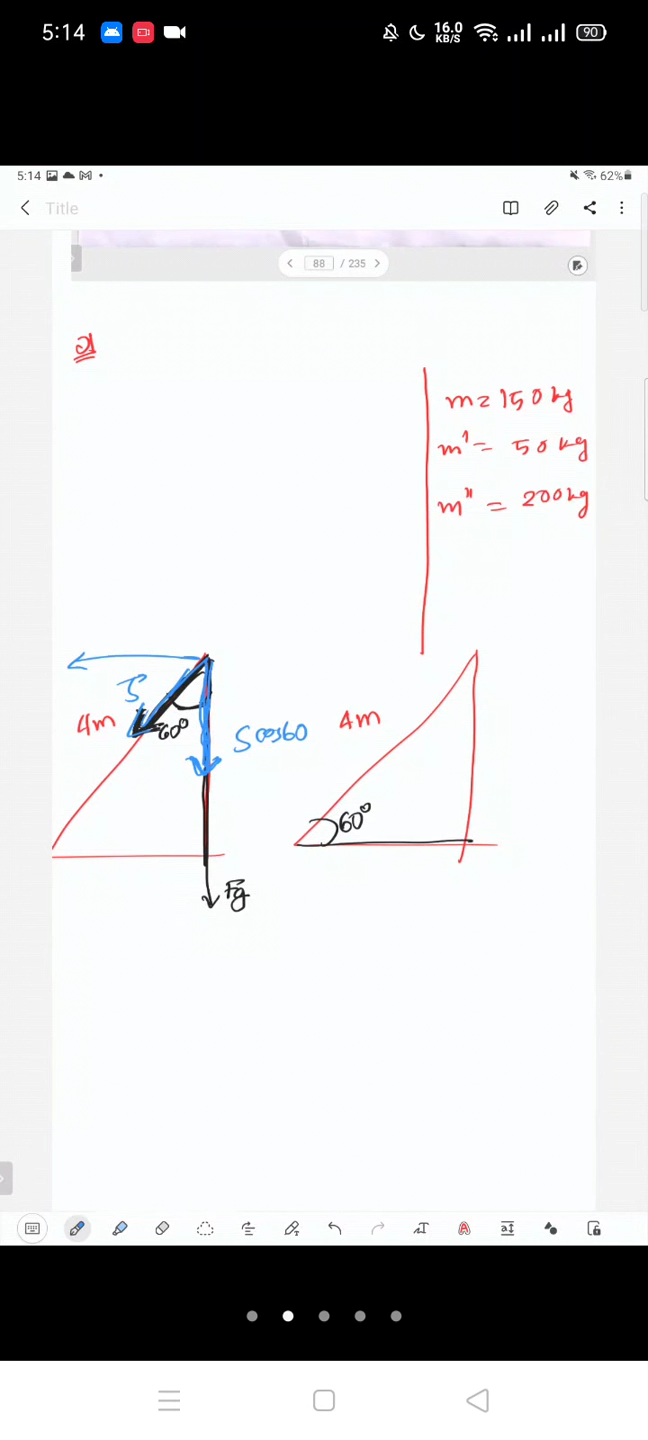 5:14
16.0
KB/S
90
5:14
62%
Title
88 / 235
m = 150 kg
m' = 50 kg
m" = 200 kg
S
4m
60°
S cos60
4m
60°
Fg